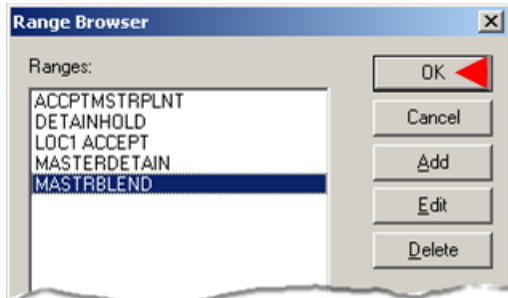 Range Browser
Ranges:
ACCPTMSTRPLNT
DETAINHOLD
LOC1 ACCEPT
MASTERDETAIN
MASTRBLEND
OK
Cancel
Add
Edit
Delete